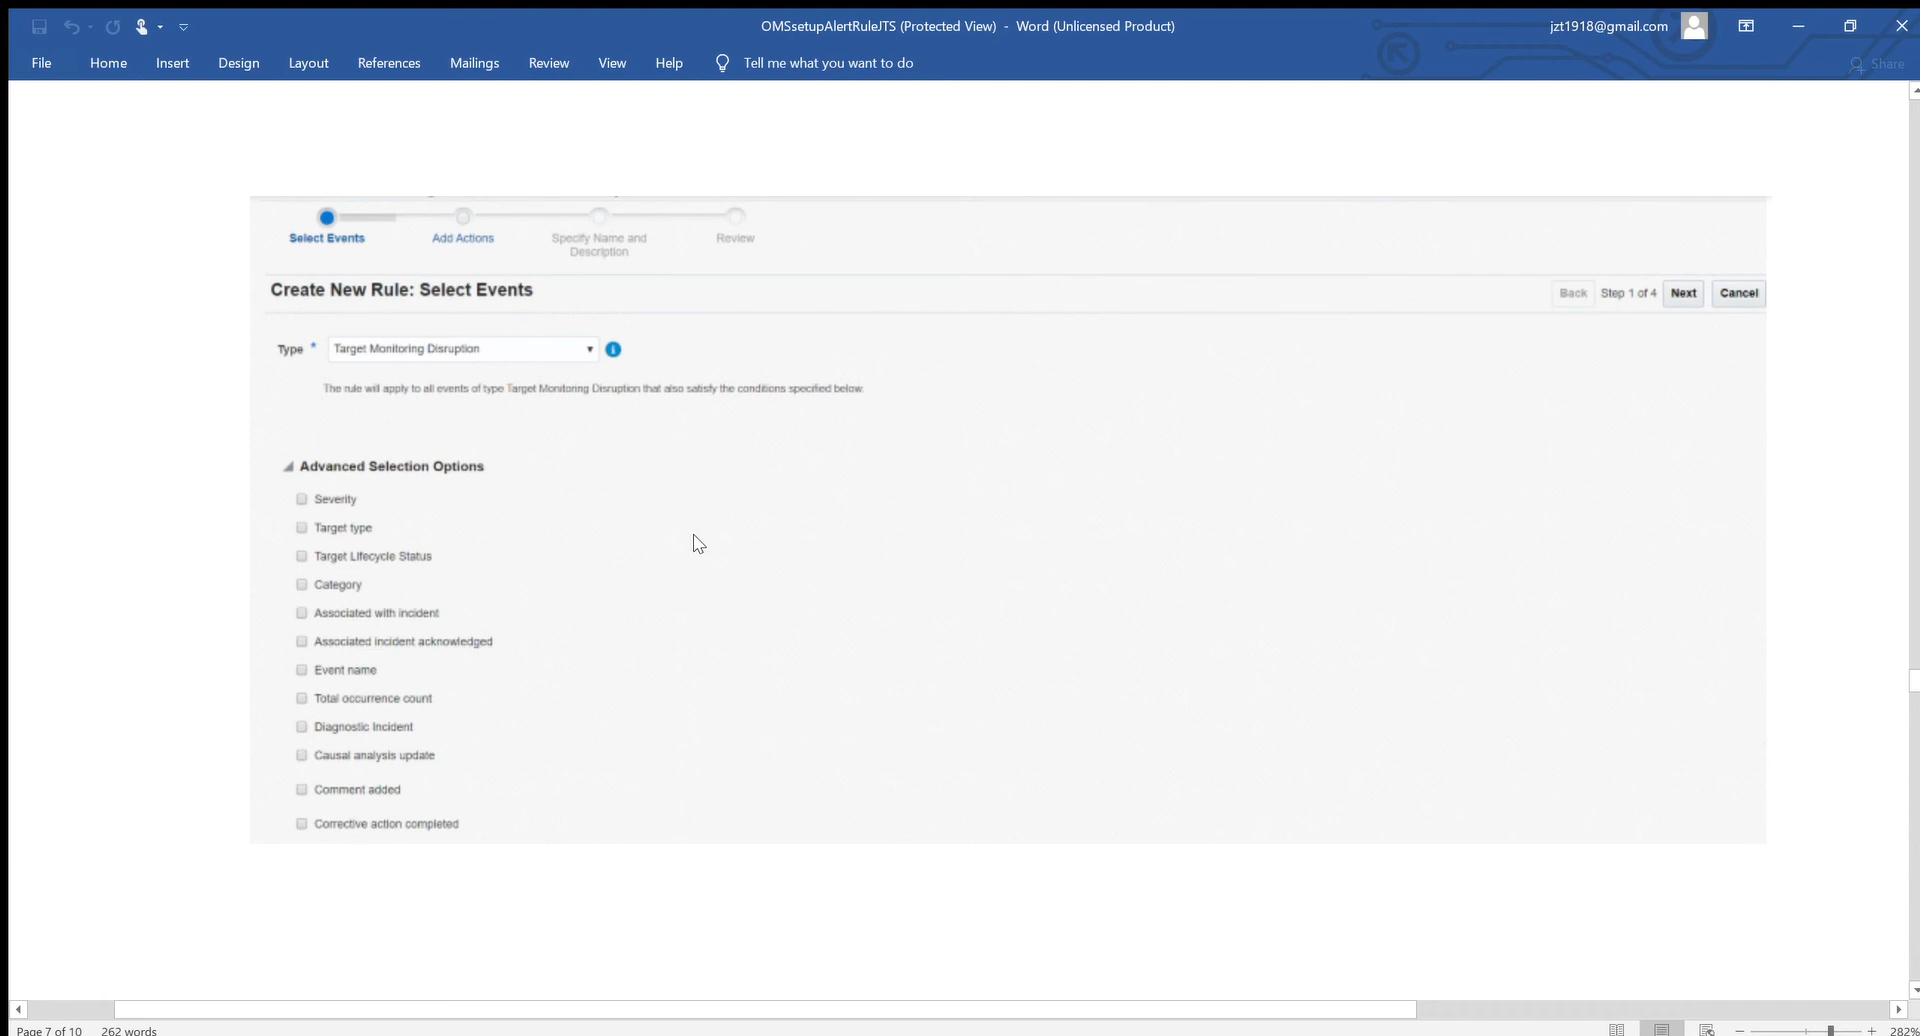 OMSsetupAlertRuleJTS (Protected View) - Word (Unlicensed Product)
jzt1918@gmail.com
File Home Insert Design Layout References Mailings Review View Help Tell me what you want to do
Share
Select Events Add Actions Specify Name and Description Review
Create New Rule: Select Events
Back Step 1 of 4 Next Cancel
Type * Target Monitoring Disruption
The rule will apply to all events of type Target Monitoring Disruption that also satisfy the conditions specified below.
Advanced Selection Options
Severity
Target type
Target Lifecycle Status
Category
Associated with incident
Associated incident acknowledged
Event name
Total occurrence count
Diagnostic Incident
Causal analysis update
Comment added
Corrective action completed
Page 7 of 10 262 words
282%